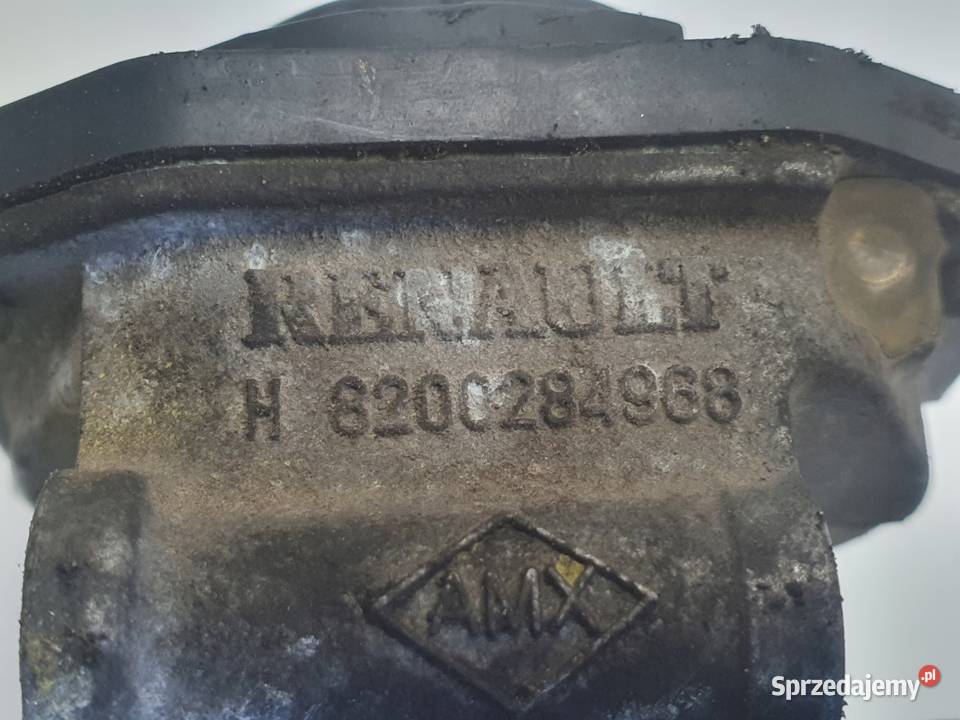 RENAULT
H 8200284968
AMX
Sprzedajemy.pl